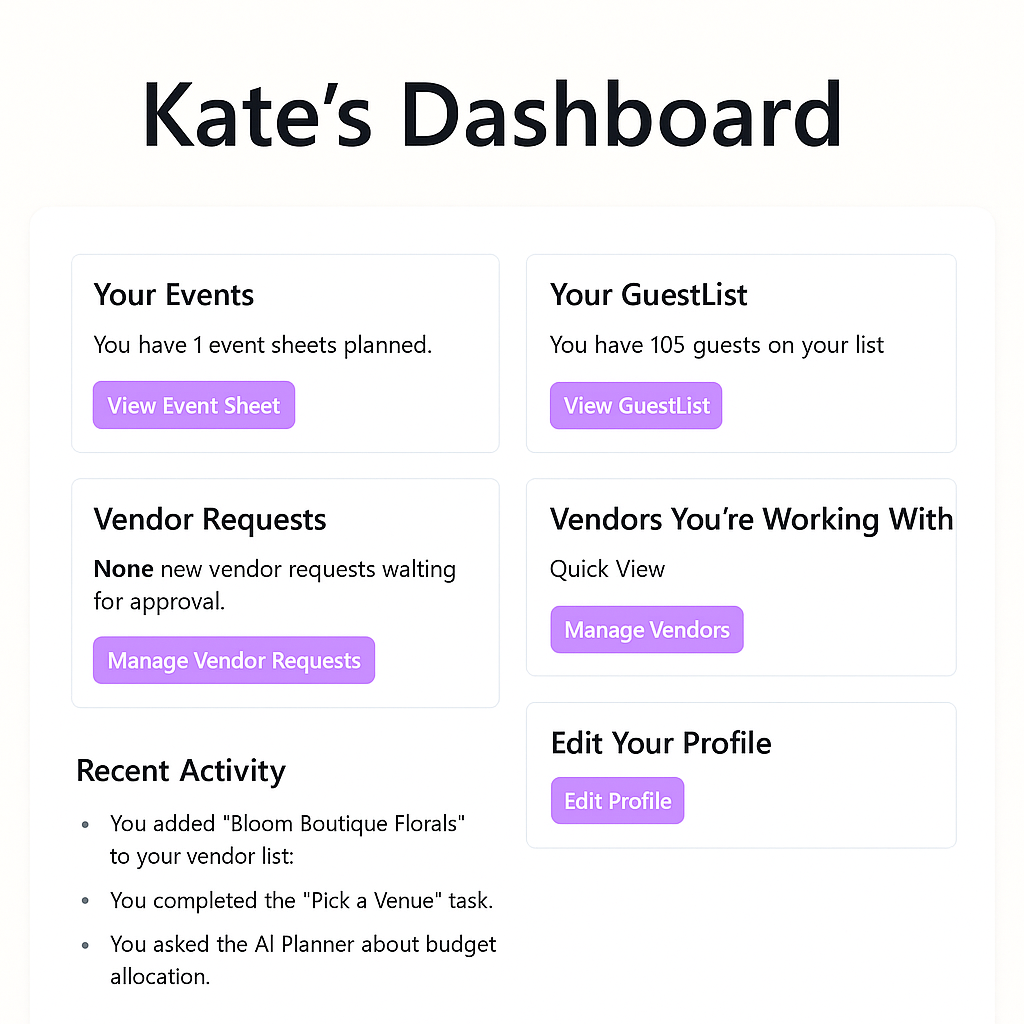 Kate’s Dashboard
Your Events
You have 1 event sheets planned.
View Event Sheet
Your GuestList
You have 105 guests on your list
View GuestList
Vendor Requests
None new vendor requests walting
for approval.
Manage Vendor Requests
Vendors You’re Working With
Quick View
Manage Vendors
Edit Your Profile
Edit Profile
Recent Activity
• You added "Bloom Boutique Florals"
to your vendor list:
• You completed the "Pick a Venue" task.
• You asked the Al Planner about budget
allocation.